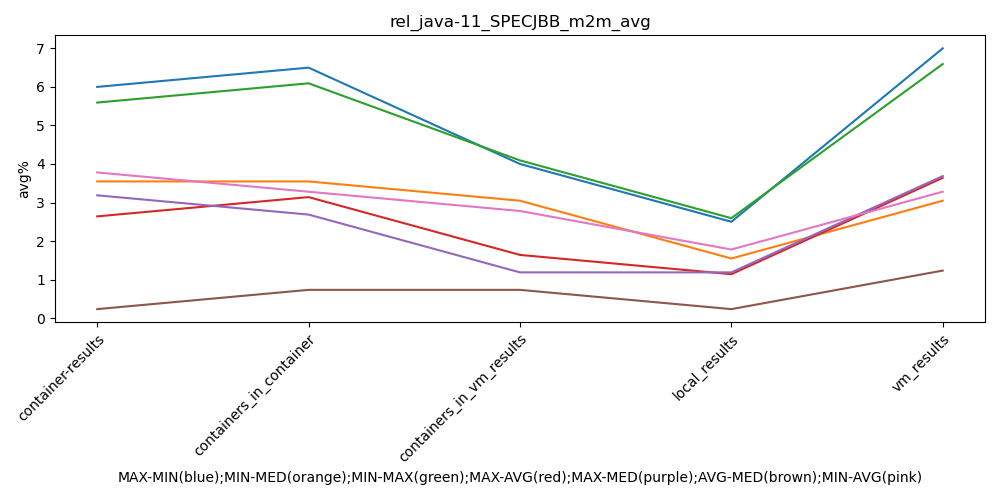 rel_java-11_SPECJBB_m2m_avg
7
6
5
4
3
2
1
0
avg%
container-results
containers_in_container
containers_in_vm_results
local_results
vm_results
MAX-MIN(blue);MIN-MED(orange);MIN-MAX(green);MAX-AVG(red);MAX-MED(purple);AVG-MED(brown);MIN-AVG(pink)